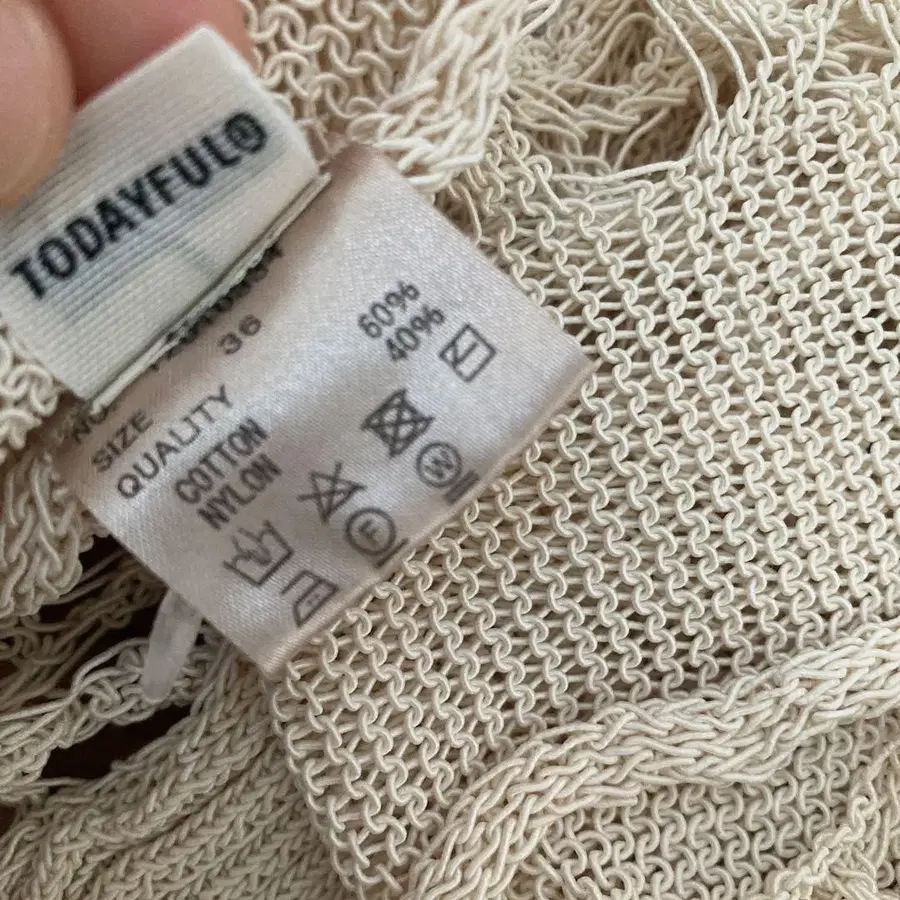 TODAYFUL®
SIZE 36
QUALITY
COTTON 60%
NYLON 40%
F W